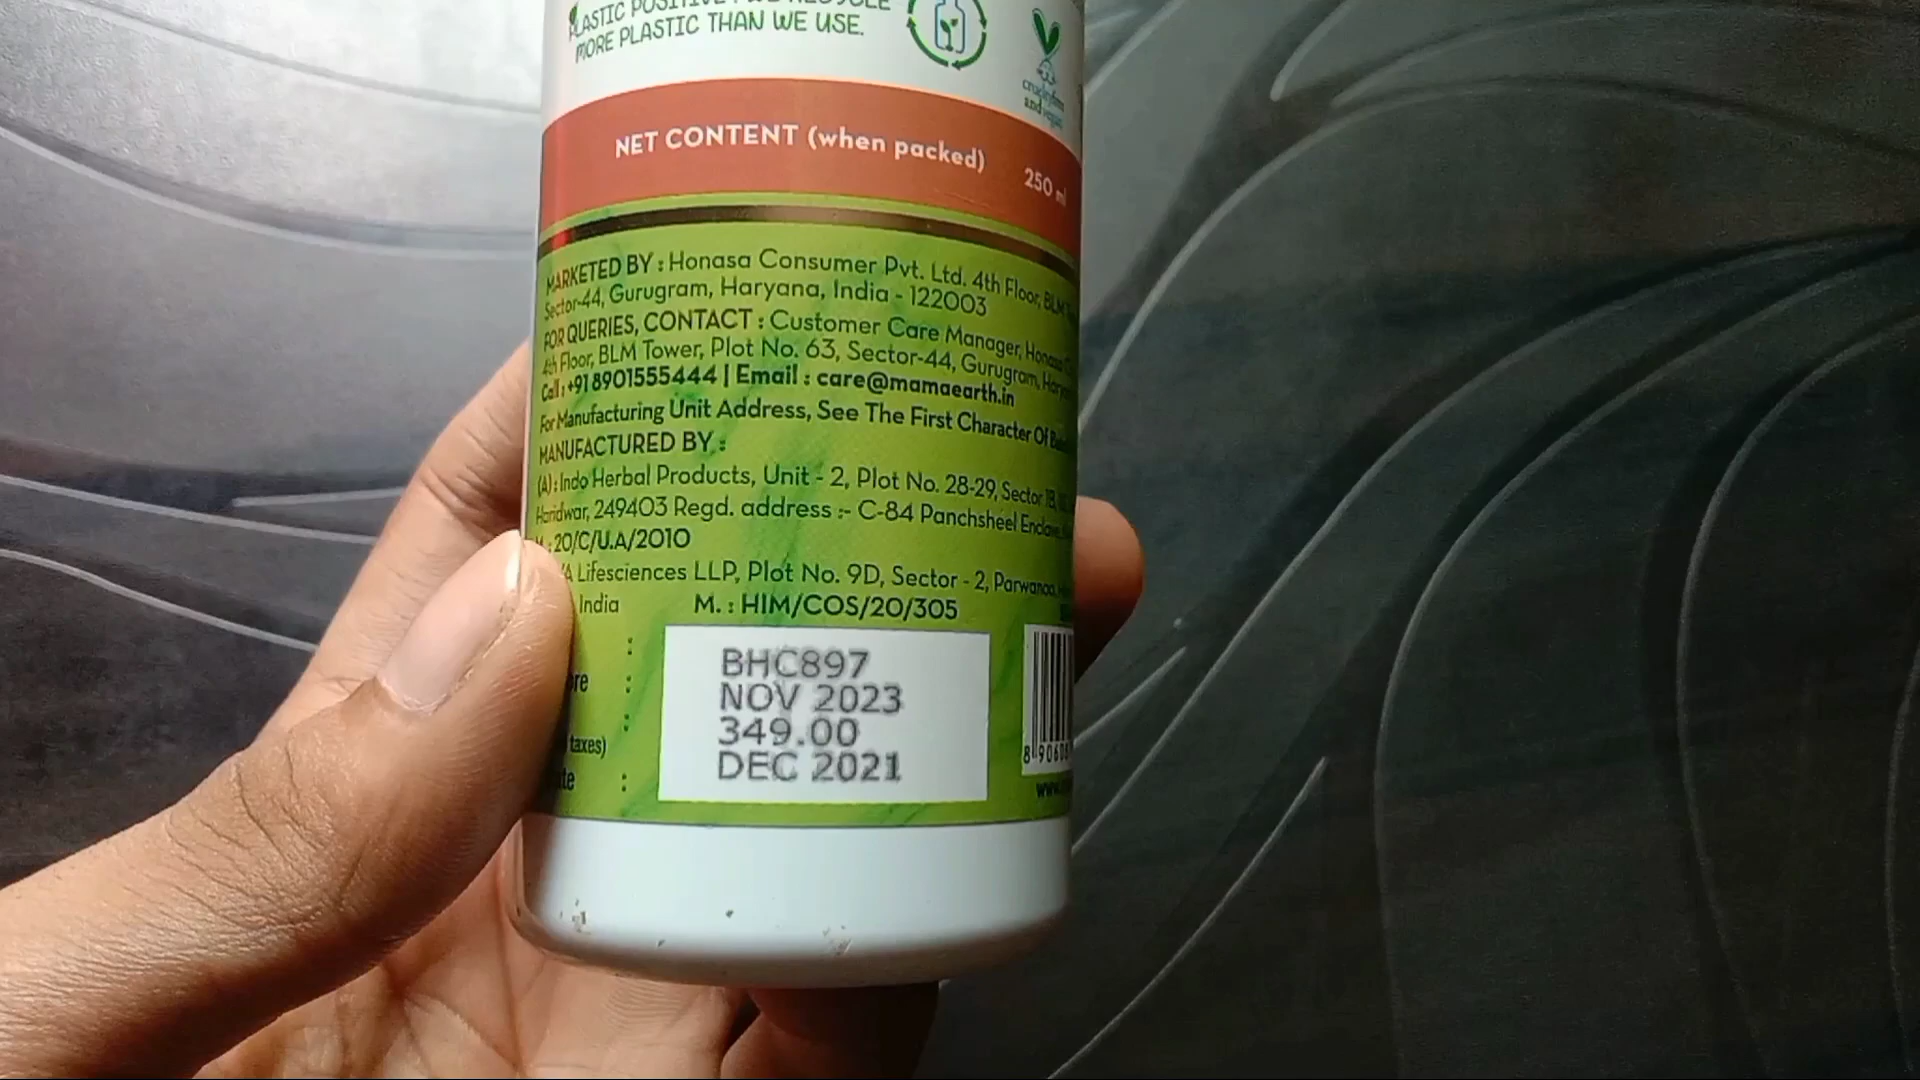 MORE PLASTIC THAN WE USE.
and vegan
NET CONTENT (when packed) 250 ml
MARKETED BY : Honasa Consumer Pvt. Ltd. 4th Floor, BLM
Sector-44, Gurugram, Haryana, India - 122003
FOR QUERIES, CONTACT : Customer Care Manager, Honasa
4th Floor, BLM Tower, Plot No. 63, Sector-44, Gurugram,
Call : +91 8901555444 | Email : care@mamaearth.in
For Manufacturing Unit Address, See The First Character Of
MANUFACTURED BY :
(A) : Indo Herbal Products, Unit - 2, Plot No. 28-29, Sector
Haridwar, 249403 Regd. address :- C-84 Panchsheel Enclave,
: 20/C/U.A/2010
Lifesciences LLP, Plot No. 9D, Sector - 2, Parwanoo,
India M. : HIM/COS/20/305
:
: BHC897
NOV 2023
taxes) : 349.00
: DEC 2021